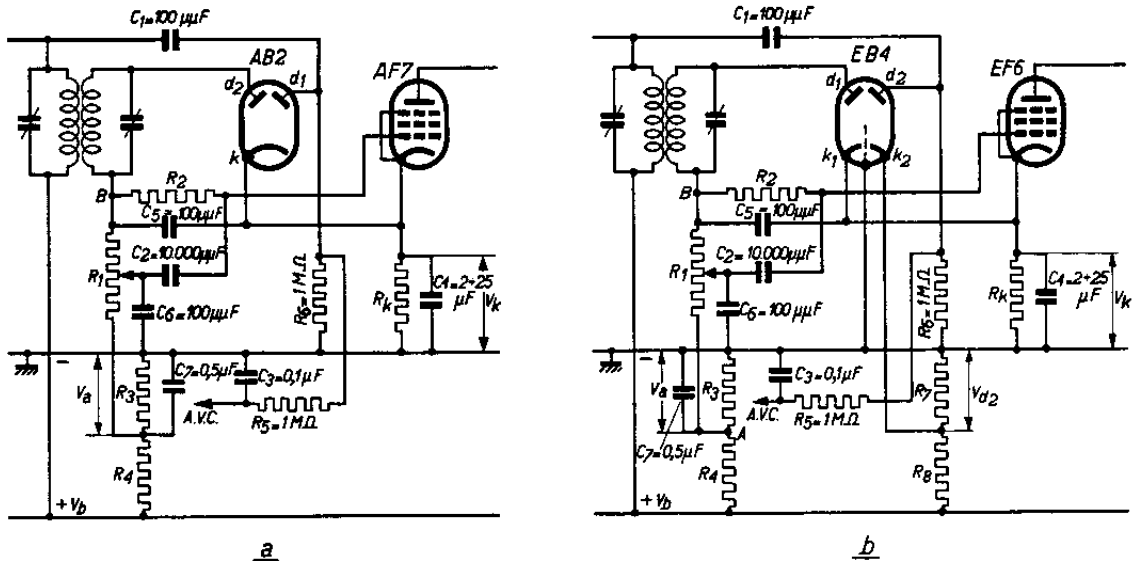 C1=100μμF
AB2
d2
d1
AF7
k
B
R2
C5=100μμF
C2=10.000μμF
R1
C6=100μμF
R6=1MΩ
Rk
C4=2÷25
μF
Vk
-
C7=0,5μF
Va
R3
C3=0,1μF
A.V.C.
R5=1MΩ
R4
+Vb
a
C1=100μμF
EB4
d1
d2
EF6
k1
k2
B
R2
C5=100μμF
C2=10.000μμF
R1
C6=100μμF
R6=1MΩ
Rk
C4=2÷25
μF
Vk
-
Va
R3
C3=0,1μF
R7
Vd2
A.V.C.
R5=1MΩ
A
C7=0,5μF
R4
R8
+Vb
b